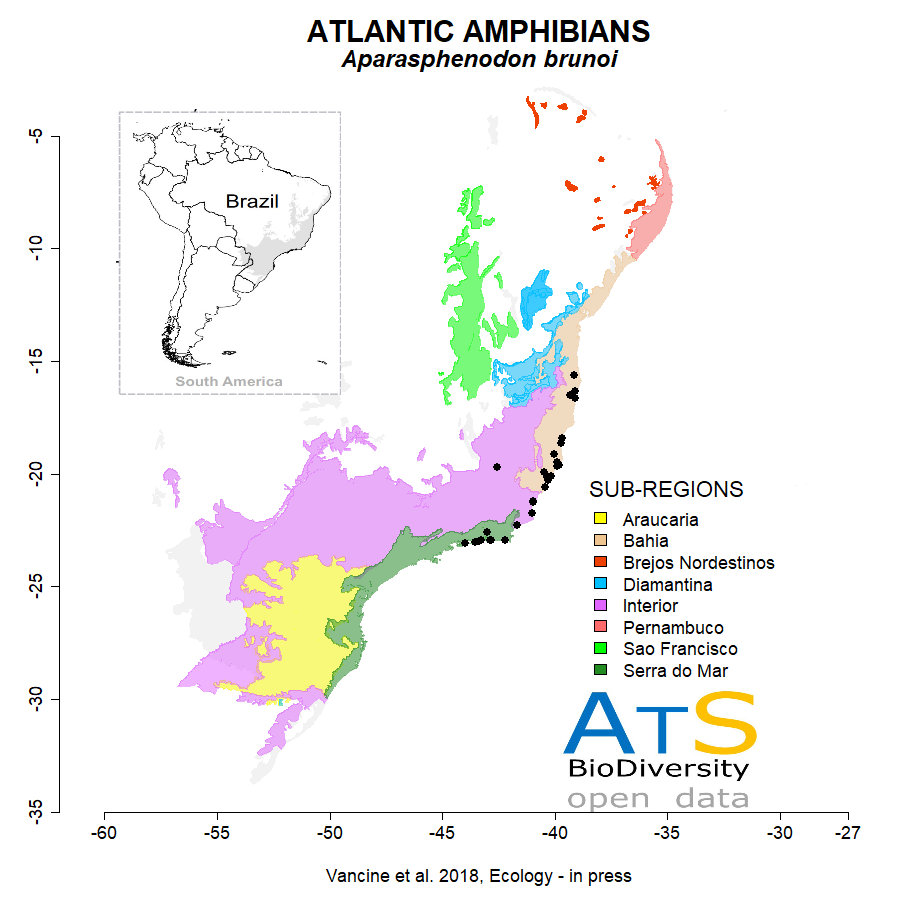 ATLANTIC AMPHIBIANS
Aparasphenodon brunoi
Brazil
South America
-5
-10
-15
-20
-25
-30
-35
SUB-REGIONS
Araucaria
Bahia
Brejos Nordestinos
Diamantina
Interior
Pernambuco
Sao Francisco
Serra do Mar
ATS
BioDiversity
open data
-60
-55
-50
-45
-40
-35
-30
-27
Vancine et al. 2018, Ecology - in press